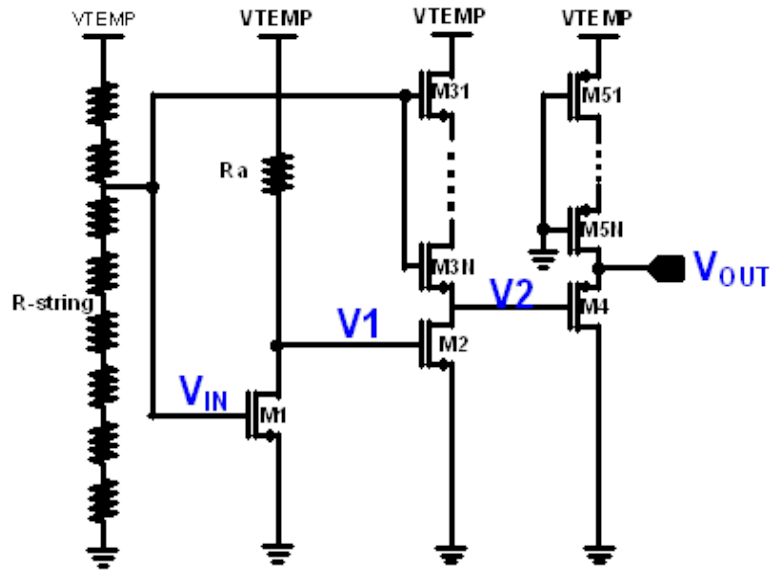 VTEMP VTEMP VTEMP VTEMP
M31 M51
Ra
M3N M5N
R-string
V1 V2 VOUT
M2 M4
VIN
M1